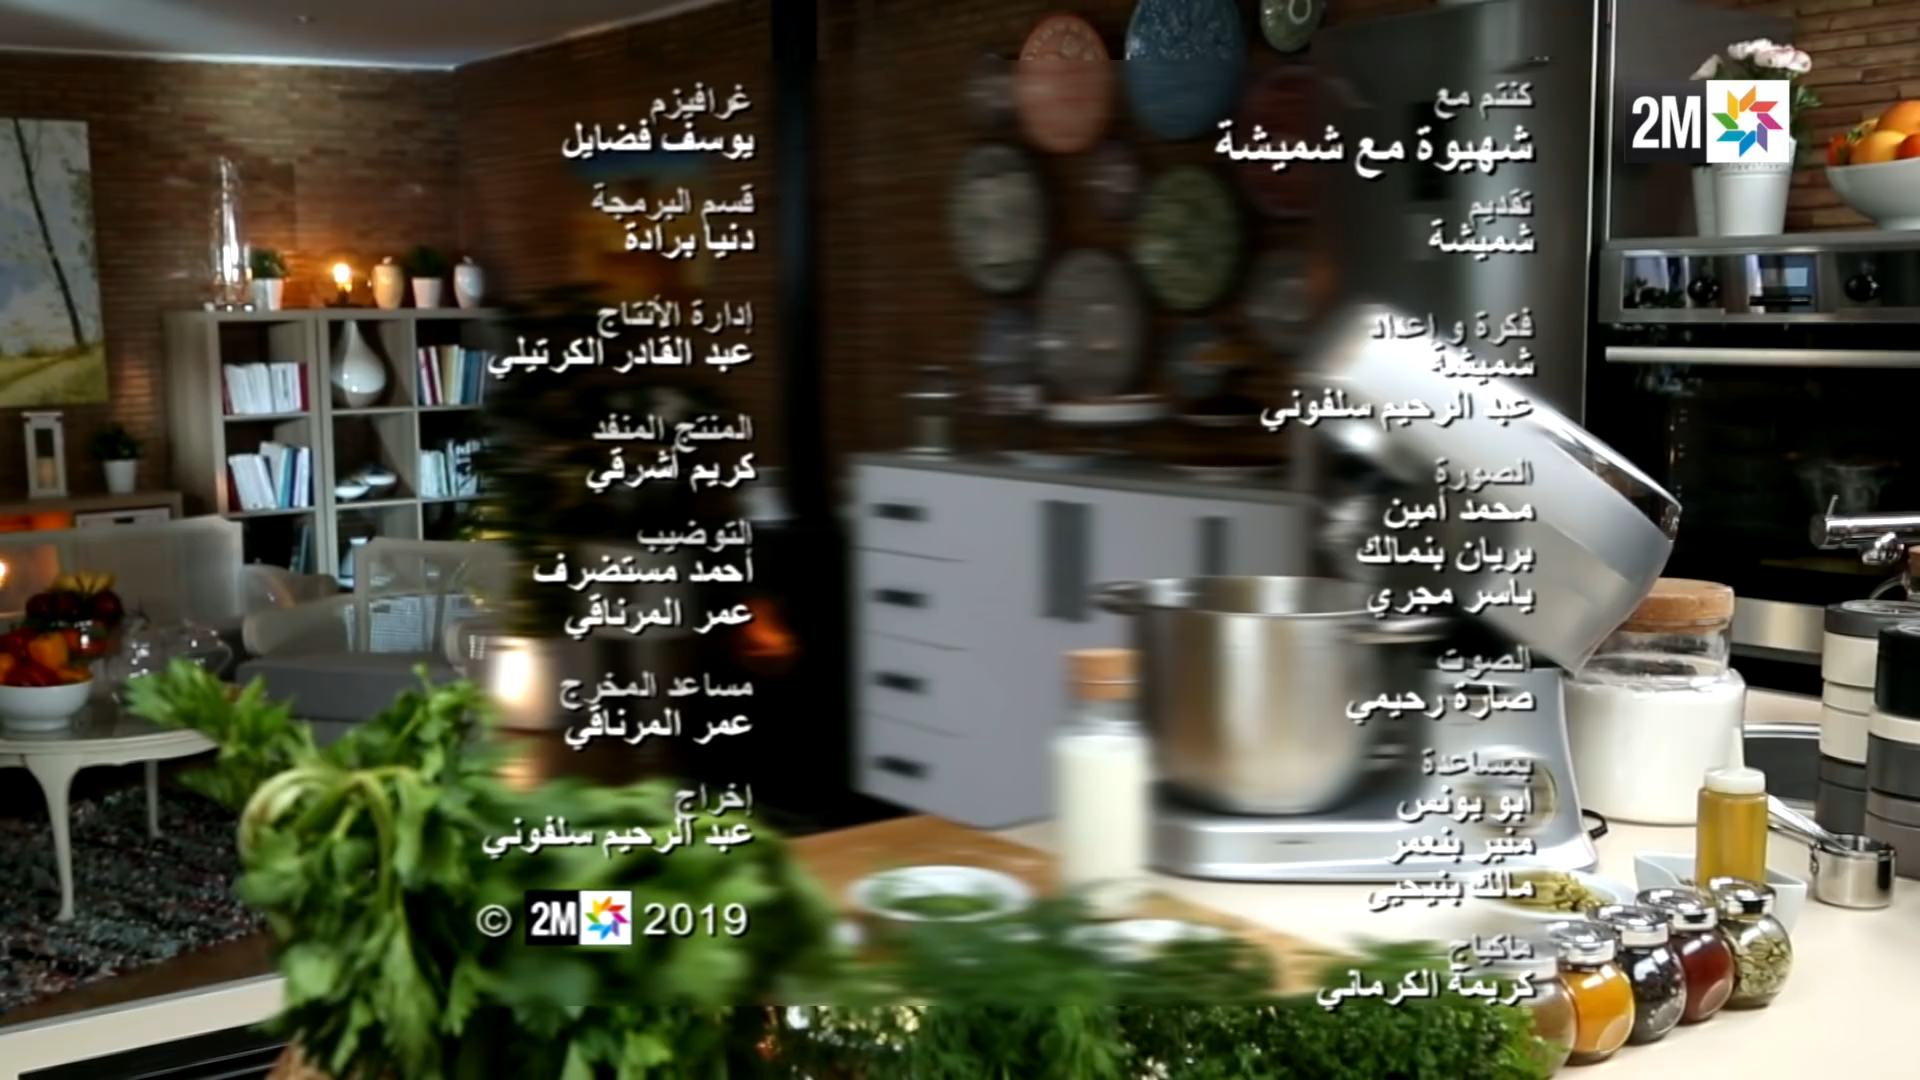 كنتم مع
شهيوة مع شميشة
تقديم
شميشة
فكرة و إعداد
شميشة
عبد الرحيم سلفوني
الصورة
محمد أمين
بريان بنمالك
ياسر مجري
الصوت
صارة رحيمي
بمساعدة
ابو يونس
منير بنعمر
مالك بنيحيى
ماكياج
كريمة الكرماني
غرافيزم
يوسف فضايل
قسم البرمجة
دنيا برادة
إدارة الأنتاج
عبد القادر الكرتيلي
المنتج المنفد
كريم أشرقي
التوضيب
أحمد مستضرف
عمر المرناقي
مساعد المخرج
عمر المرناقي
إخراج
عبد الرحيم سلفوني
© 2M 2019
2M